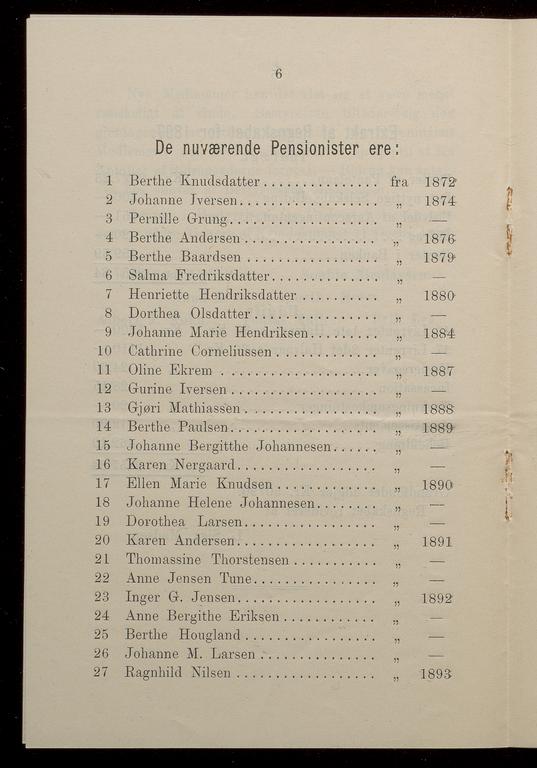 6
De nuværende Pensionister ere:
1 Berthe Knudsdatter............... fra 1872
2 Johanne Iversen.................. „ 1874
3 Pernille Grung................... „ —
4 Berthe Andersen................. „ 1876
5 Berthe Baardsen................. „ 1879
6 Salma Fredriksdatter.............. „ —
7 Henriette Hendriksdatter.......... „ 1880
8 Dorthea Olsdatter................ „ —
9 Johanne Marie Hendriksen......... „ 1884
10 Cathrine Corneliussen............. „ —
11 Oline Ekrem.................... „ 1887
12 Gurine Iversen.................. „ —
13 Gjøri Mathiassen................. „ 1888
14 Berthe Paulsen................... „ 1889
15 Johanne Bergitthe Johannesen...... „ —
16 Karen Nergaard.................. „ —
17 Ellen Marie Knudsen............. „ 1890
18 Johanne Helene Johannesen........ „ —
19 Dorothea Larsen................. „ —
20 Karen Andersen.................. „ 1891
21 Thomassine Thorstensen........... „ —
22 Anne Jensen Tune................ „ —
23 Inger G. Jensen.................. „ 1892
24 Anne Bergithe Eriksen............ „ —
25 Berthe Hougland................. „ —
26 Johanne M. Larsen............... „ —
27 Ragnhild Nilsen.................. „ 1893